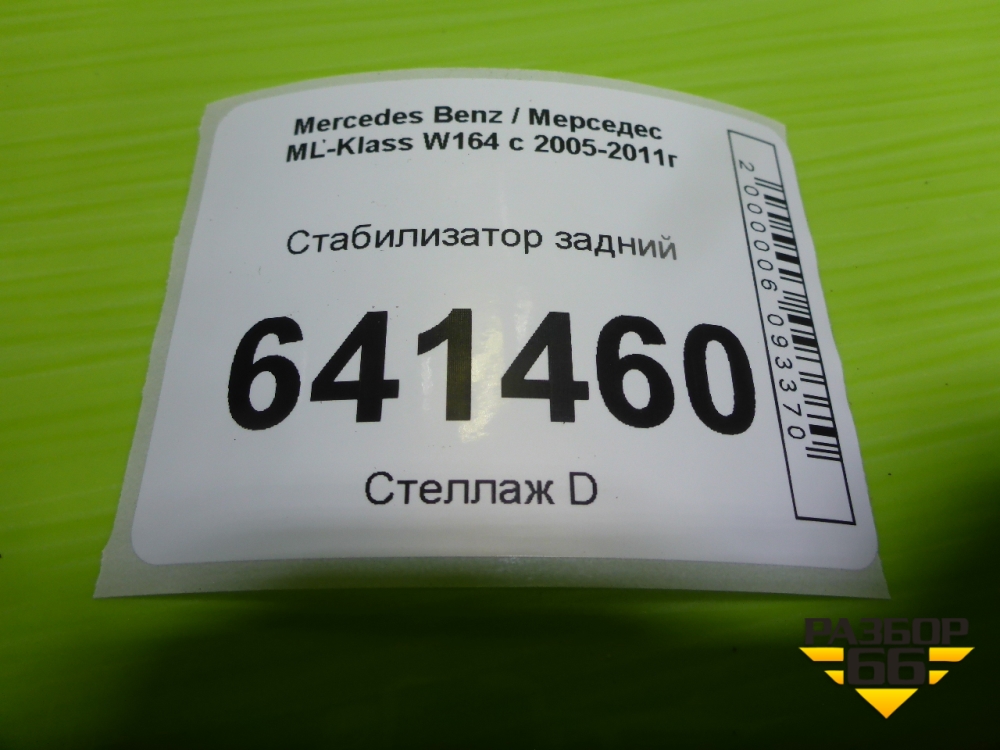 Mercedes Benz / Мерседес
ML-Klass W164 с 2005-2011г
Стабилизатор задний
641460
Стеллаж D
2000006093370
РАЗБОР
66